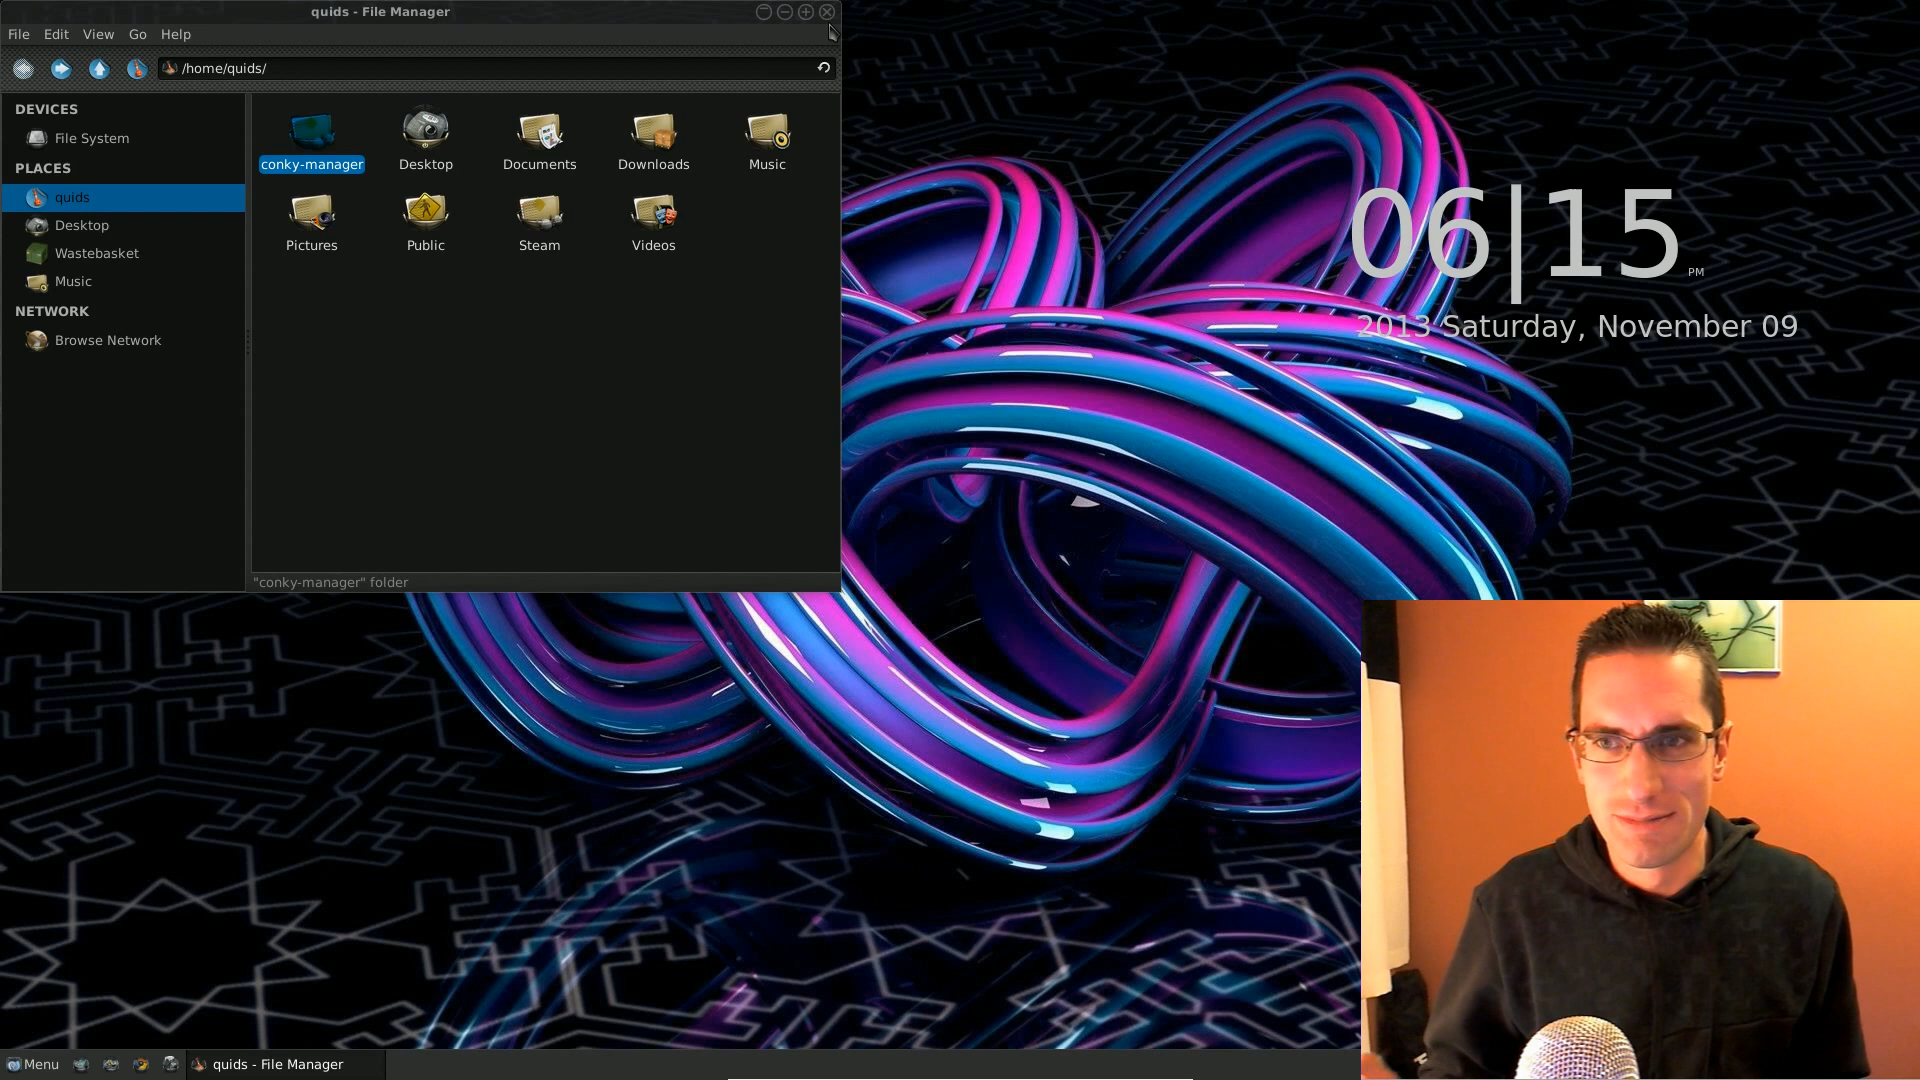 quids - File Manager
File Edit View Go Help
/home/quids/
DEVICES
File System
PLACES
quids
Desktop
Wastebasket
Music
NETWORK
Browse Network
conky-manager Desktop Documents Downloads Music
Pictures Public Steam Videos
"conky-manager" folder
06|15 PM
2013 Saturday, November 09
Menu quids - File Manager